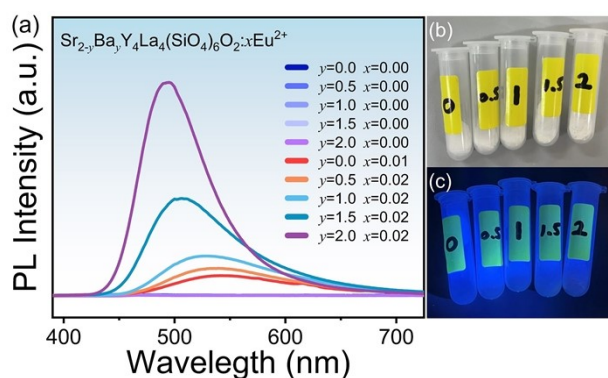 (a)
Sr₂₋ᵧBaᵧY₄La₄(SiO₄)₆O₂:xEu²⁺
y=0.0 x=0.00
y=0.5 x=0.00
y=1.0 x=0.00
y=1.5 x=0.00
y=2.0 x=0.00
y=0.0 x=0.01
y=0.5 x=0.02
y=1.0 x=0.02
y=1.5 x=0.02
y=2.0 x=0.02
PL Intensity (a.u.)
400 500 600 700
Wavelegth (nm)
(b)
0 0.5 1 1.5 2
(c)
0 0.5 1 1.5 2